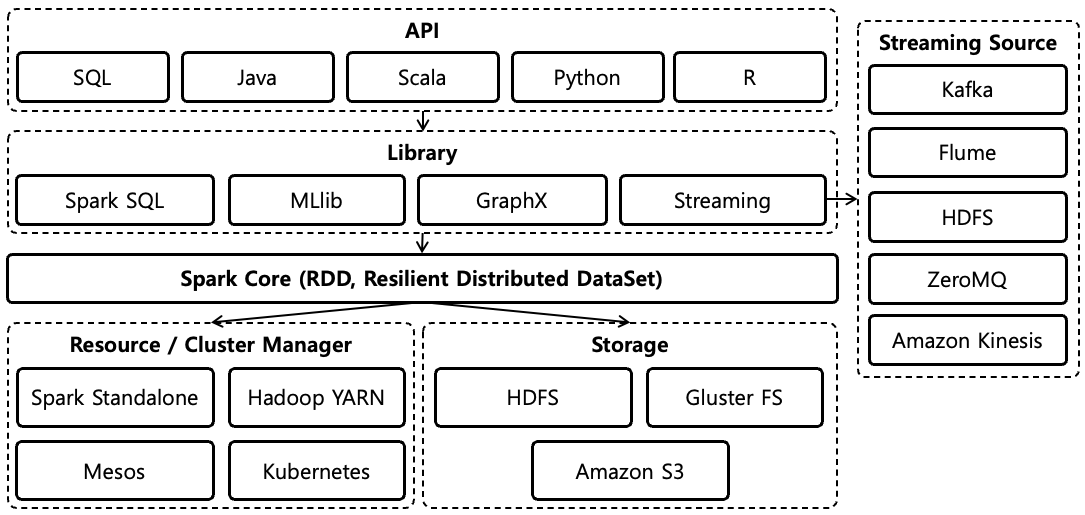 API
SQL
Java
Scala
Python
R
Library
Spark SQL
MLlib
GraphX
Streaming
Spark Core (RDD, Resilient Distributed DataSet)
Resource / Cluster Manager
Spark Standalone
Hadoop YARN
Mesos
Kubernetes
Storage
HDFS
Gluster FS
Amazon S3
Streaming Source
Kafka
Flume
HDFS
ZeroMQ
Amazon Kinesis